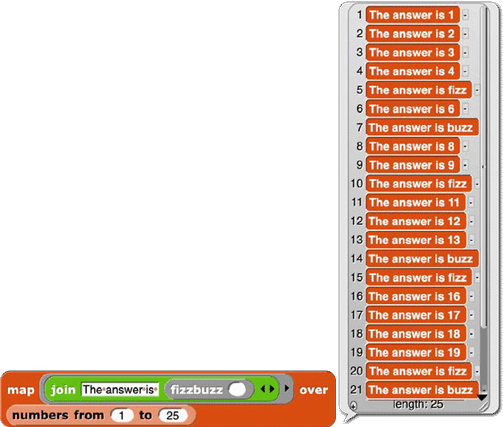 1 The answer is 1
2 The answer is 2
3 The answer is 3
4 The answer is 4
5 The answer is fizz
6 The answer is 6
7 The answer is buzz
8 The answer is 8
9 The answer is 9
10 The answer is fizz
11 The answer is 11
12 The answer is 12
13 The answer is 13
14 The answer is buzz
15 The answer is fizz
16 The answer is 16
17 The answer is 17
18 The answer is 18
19 The answer is 19
20 The answer is fizz
21 The answer is buzz
length: 25
map join The answer is fizzbuzz over
numbers from 1 to 25